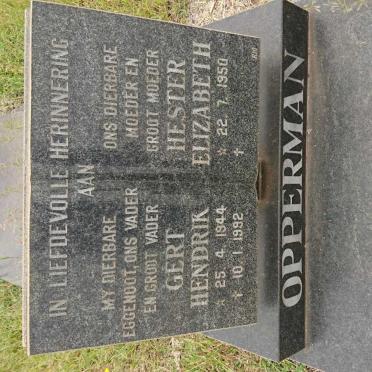 IN LIEFDEVOLLE HERINNERING
AAN
MY DIERBARE
EGGENOOT, ONS VADER
EN GROOT VADER
GERT
HENDRIK
☆ 25. 4. 1944
✝ 10. 1. 1992
ONS DIERBARE
MOEDER EN
GROOT MOEDER
HESTER
ELIZABETH
☆ 22. 7. 1950
✝
OPPERMAN